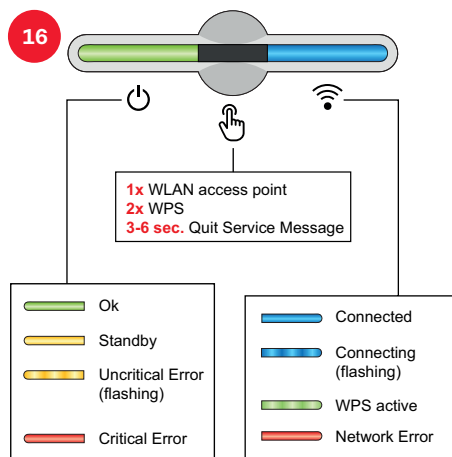 16
1x WLAN access point
2x WPS
3-6 sec. Quit Service Message
Ok
Standby
Uncritical Error
(flashing)
Critical Error
Connected
Connecting
(flashing)
WPS active
Network Error